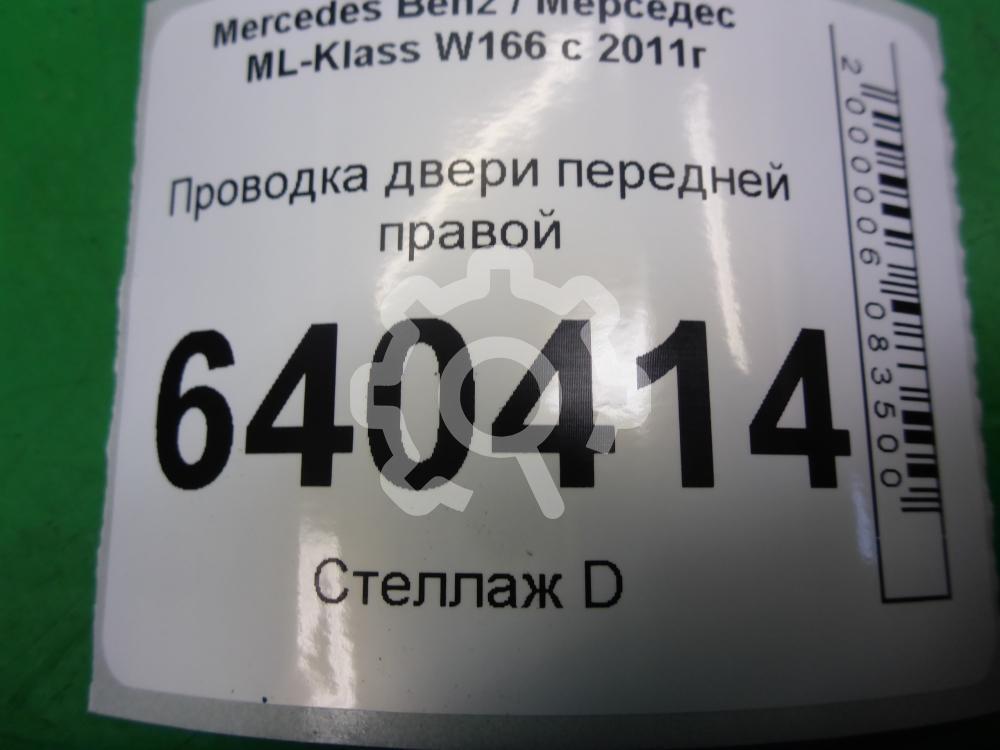 Mercedes Benz / Мерседес
ML-Klass W166 с 2011г
Проводка двери передней
правой
640414
Стеллаж D
2000006083500